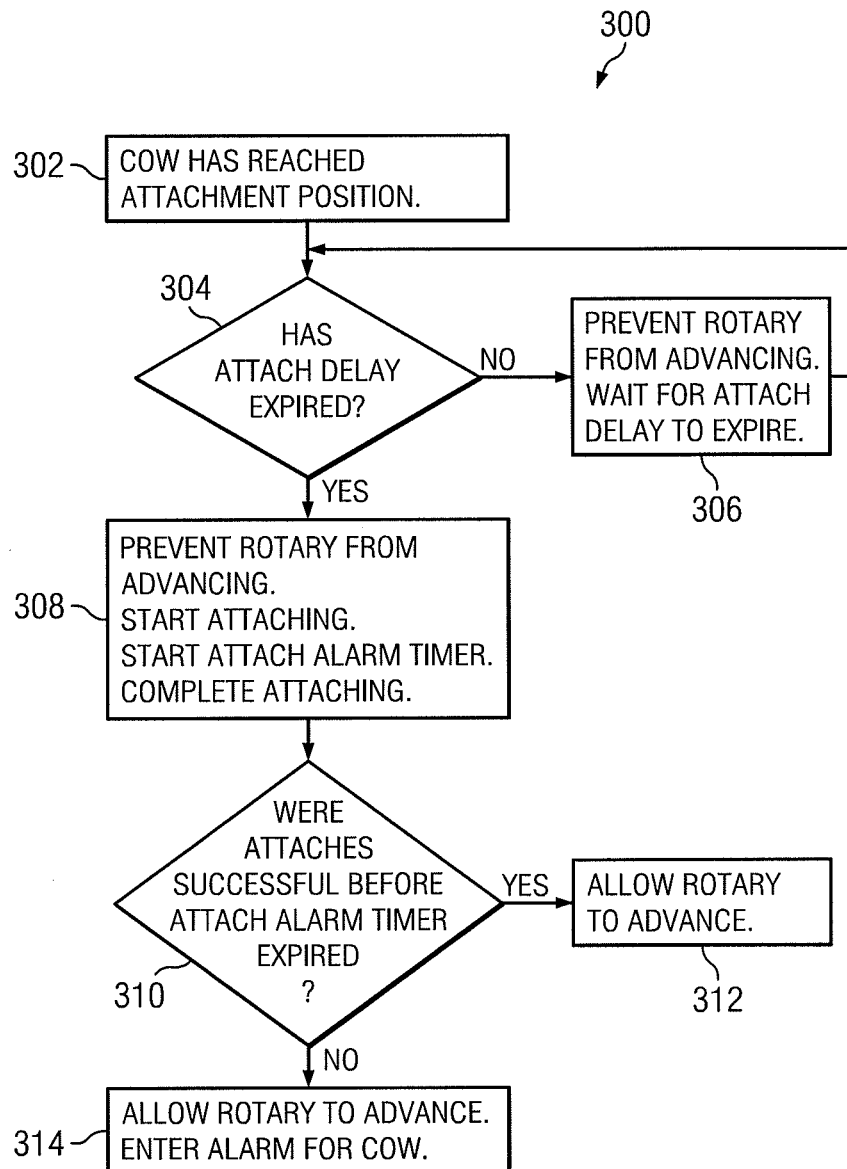 300
302
COW HAS REACHED
ATTACHMENT POSITION.
304
HAS
ATTACH DELAY
EXPIRED?
NO
PREVENT ROTARY
FROM ADVANCING.
WAIT FOR ATTACH
DELAY TO EXPIRE.
306
YES
308
PREVENT ROTARY FROM
ADVANCING.
START ATTACHING.
START ATTACH ALARM TIMER.
COMPLETE ATTACHING.
WERE
ATTACHES
SUCCESSFUL BEFORE
ATTACH ALARM TIMER
EXPIRED
?
310
YES
ALLOW ROTARY
TO ADVANCE.
312
NO
314
ALLOW ROTARY TO ADVANCE.
ENTER ALARM FOR COW.